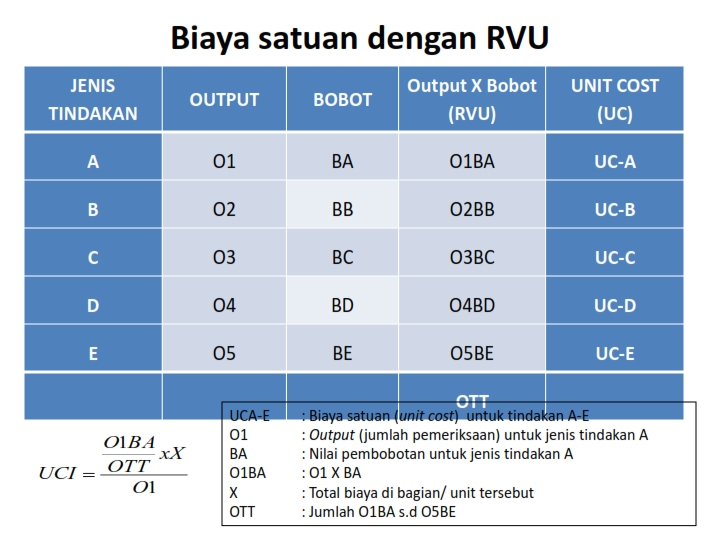 Biaya satuan dengan RVU
JENIS TINDAKAN OUTPUT BOBOT Output X Bobot (RVU) UNIT COST (UC)
A O1 BA O1BA UC-A
B O2 BB O2BB UC-B
C O3 BC O3BC UC-C
D O4 BD O4BD UC-D
E O5 BE O5BE UC-E
OTT
UCI = O1BA/OTT xX / O1
UCA-E : Biaya satuan (unit cost) untuk tindakan A-E
O1 : Output (jumlah pemeriksaan) untuk jenis tindakan A
BA : Nilai pembobotan untuk jenis tindakan A
O1BA : O1 X BA
X : Total biaya di bagian/ unit tersebut
OTT : Jumlah O1BA s.d O5BE